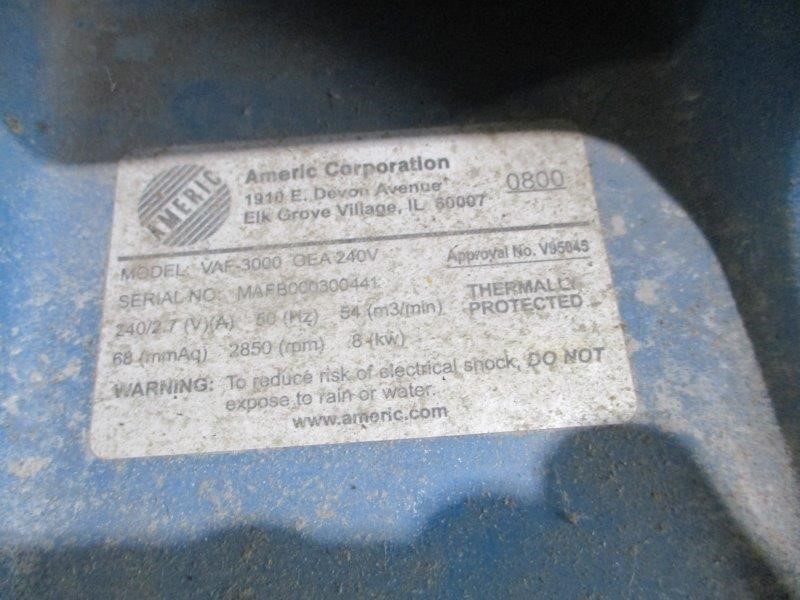 AMERIC
Americ Corporation
1910 E. Devon Avenue
Elk Grove Village, IL 60007
0800
MODEL: VAF-3000 OEA 240V
Approval No. V95045
SERIAL NO: MAFB000300441
THERMALLY
PROTECTED
240/2.7 (V)(A) 50 (Hz) 54 (m3/min)
68 (mmAq) 2850 (rpm) 8 (kw)
WARNING: To reduce risk of electrical shock, DO NOT
expose to rain or water.
www.americ.com